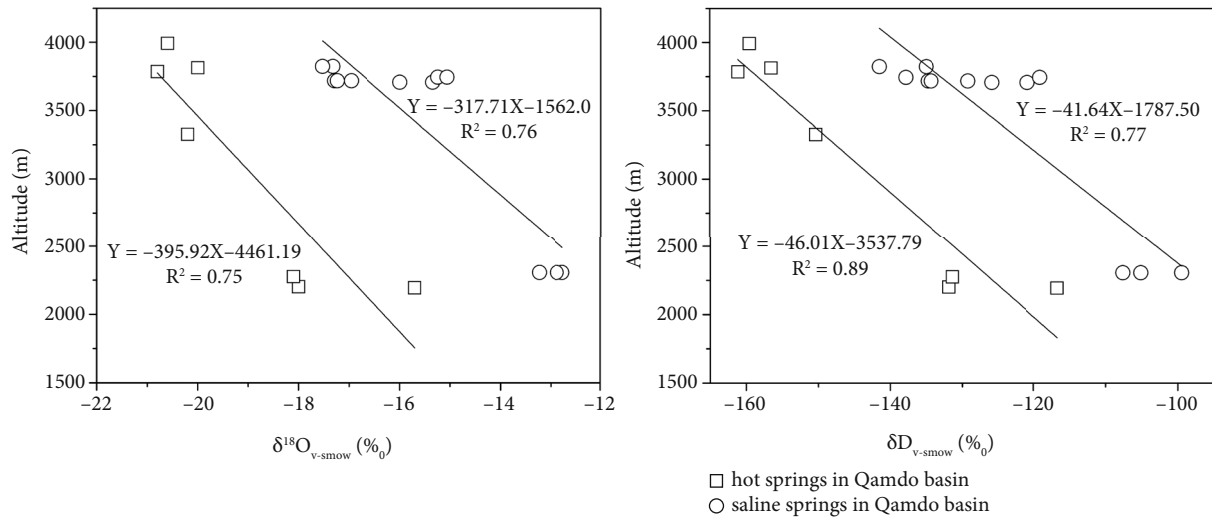 4000
3500
3000
2500
2000
1500
Altitude (m)
Y = –317.71X–1562.0
R² = 0.76
Y = –395.92X–4461.19
R² = 0.75
–22
–20
–18
–16
–14
–12
δ¹⁸Oᵥ₋ₛₘₒw (%₀)
4000
3500
3000
2500
2000
1500
Altitude (m)
Y = –41.64X–1787.50
R² = 0.77
Y = –46.01X–3537.79
R² = 0.89
–160
–140
–120
–100
δDᵥ₋ₛₘₒw (%₀)
hot springs in Qamdo basin
saline springs in Qamdo basin